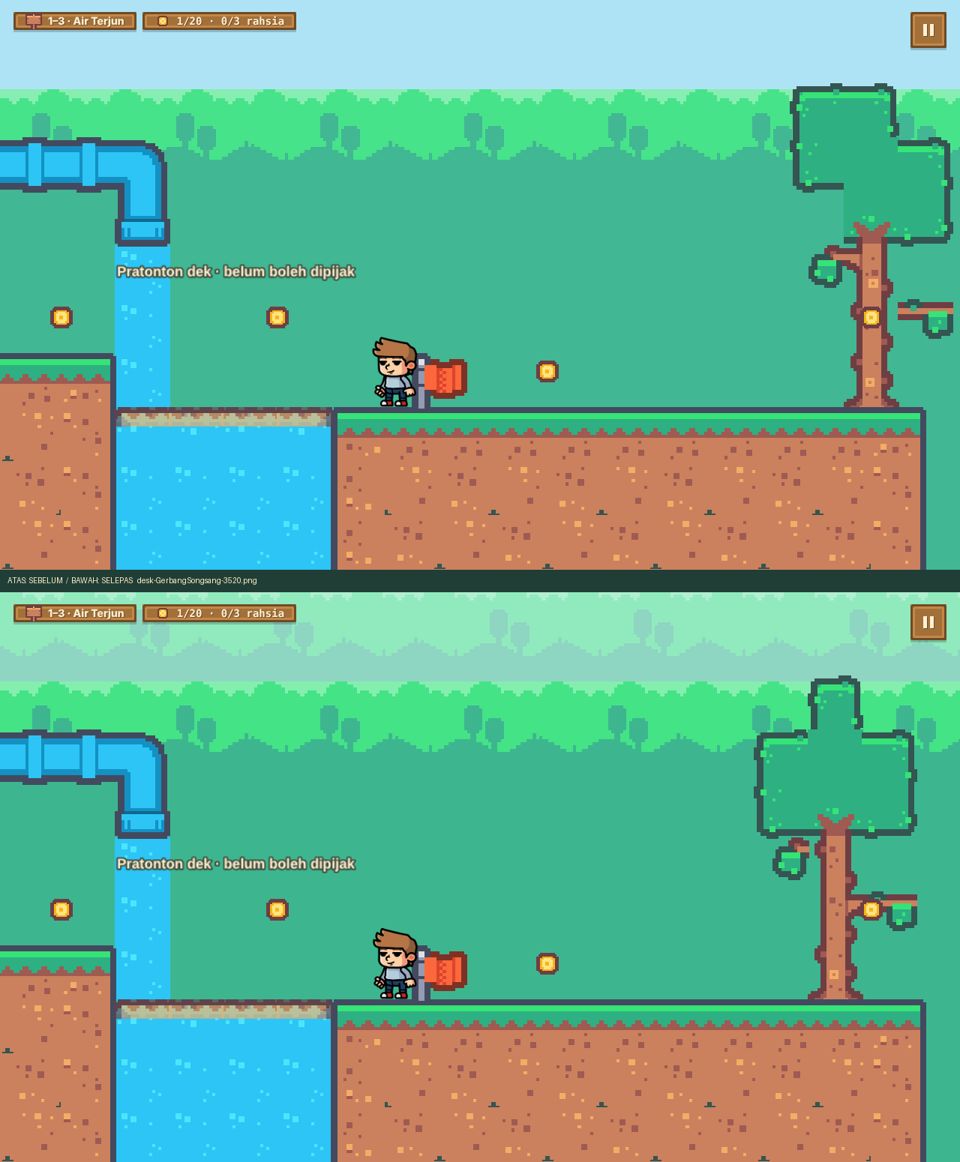 1–3 · Air Terjun
1/20 · 0/3 rahsia
Pratonton dek · belum boleh dipijak
ATAS: SEBELUM / BAWAH: SELEPAS desk-GerbangSongsang-3520.png
1–3 · Air Terjun
1/20 · 0/3 rahsia
Pratonton dek · belum boleh dipijak